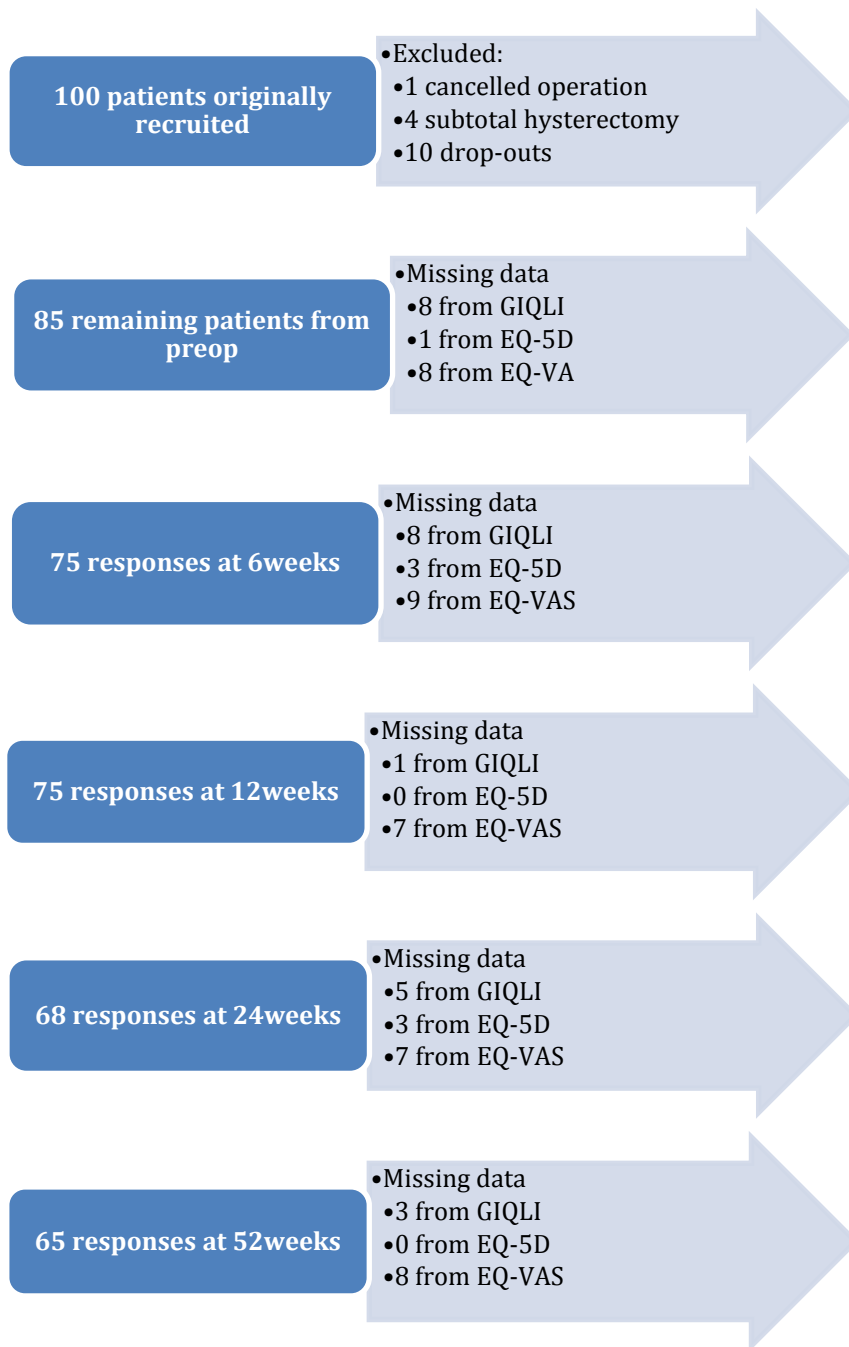 100 patients originally
recruited
•Excluded:
•1 cancelled operation
•4 subtotal hysterectomy
•10 drop-outs
85 remaining patients from
preop
•Missing data
•8 from GIQLI
•1 from EQ-5D
•8 from EQ-VA
75 responses at 6weeks
•Missing data
•8 from GIQLI
•3 from EQ-5D
•9 from EQ-VAS
75 responses at 12weeks
•Missing data
•1 from GIQLI
•0 from EQ-5D
•7 from EQ-VAS
68 responses at 24weeks
•Missing data
•5 from GIQLI
•3 from EQ-5D
•7 from EQ-VAS
65 responses at 52weeks
•Missing data
•3 from GIQLI
•0 from EQ-5D
•8 from EQ-VAS